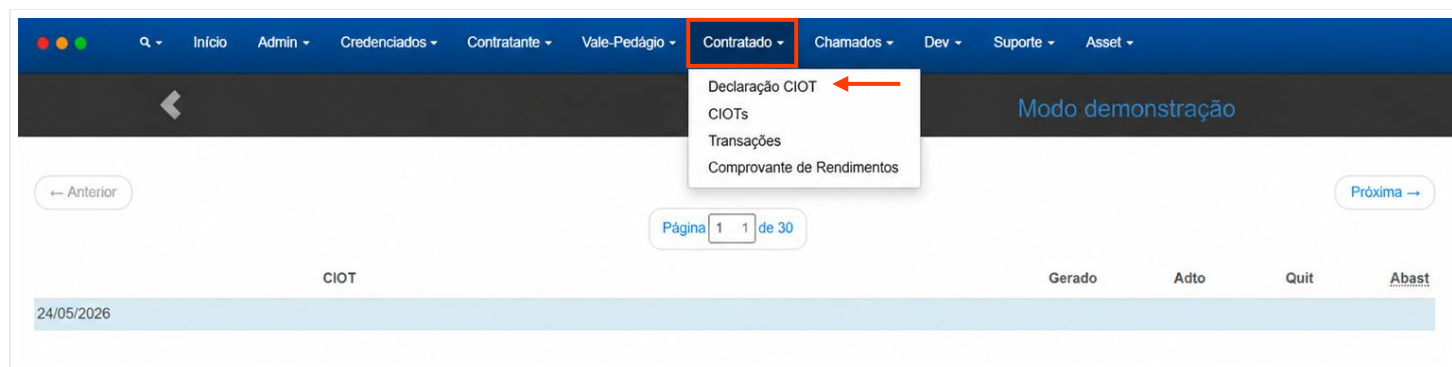 Início Admin Credenciados Contratante Vale-Pedágio Contratado Chamados Dev Suporte Asset
Declaração CIOT
CIOTs
Transações
Comprovante de Rendimentos
Modo demonstração
← Anterior
Próxima →
Página 1 1 de 30
CIOT Gerado Adto Quit Abast
24/05/2026